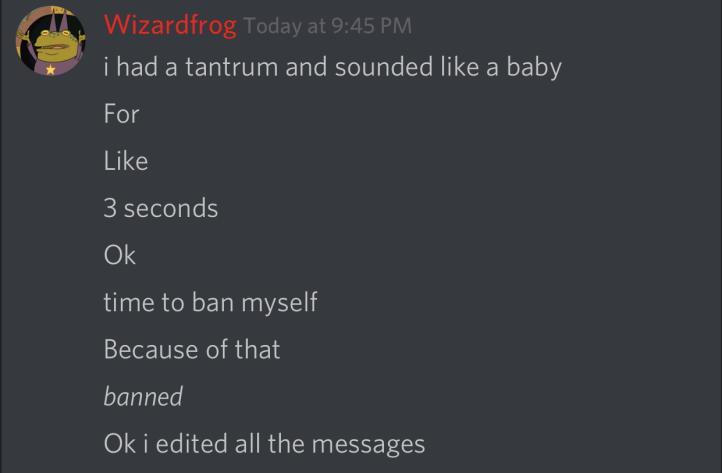 Wizardfrog Today at 9:45 PM
i had a tantrum and sounded like a baby
For
Like
3 seconds
Ok
time to ban myself
Because of that
banned
Ok i edited all the messages